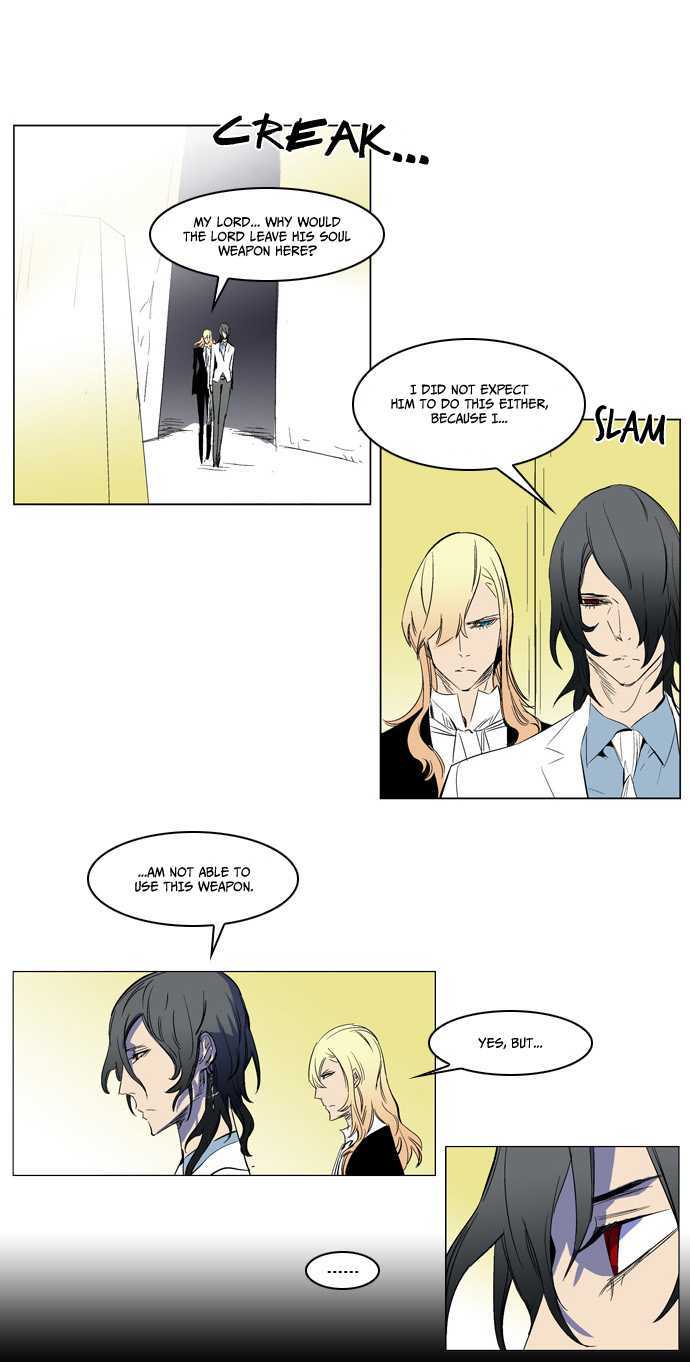 CREAK...
MY LORD... WHY WOULD
THE LORD LEAVE HIS SOUL
WEAPON HERE?
I DID NOT EXPECT
HIM TO DO THIS EITHER,
BECAUSE I...
SLAM
...AM NOT ABLE TO
USE THIS WEAPON.
YES, BUT...
------